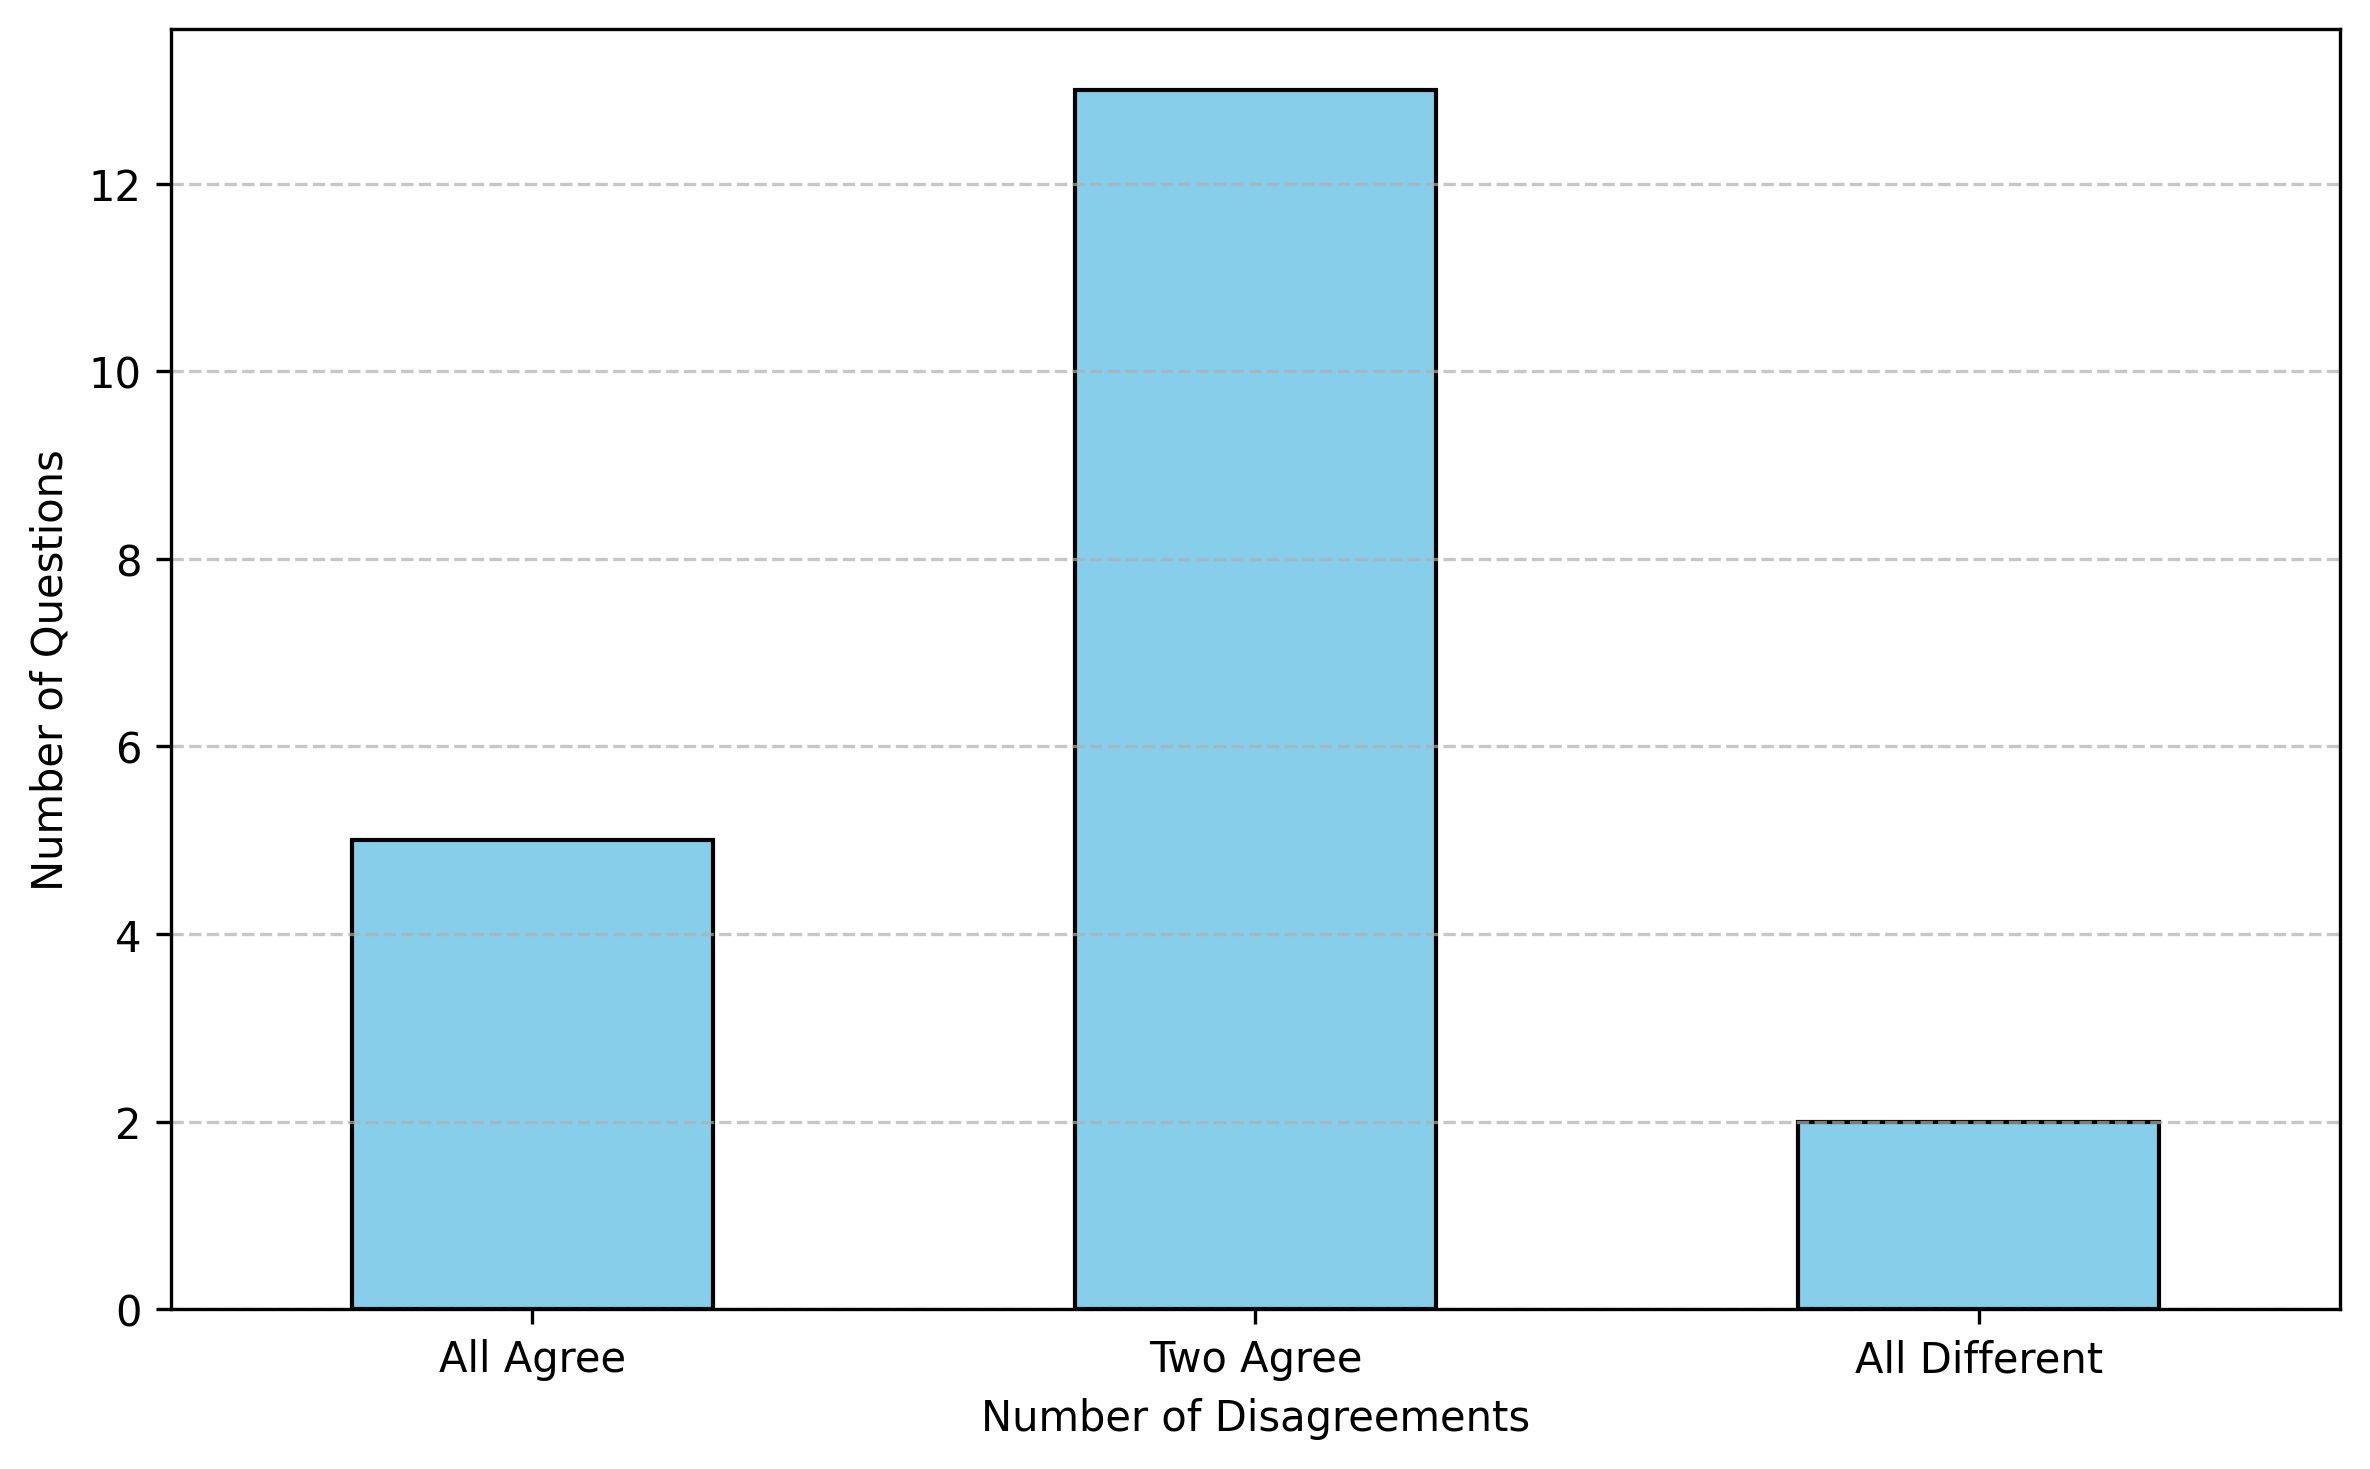 Number of Questions
12
10
8
6
4
2
0
All Agree
Two Agree
All Different
Number of Disagreements